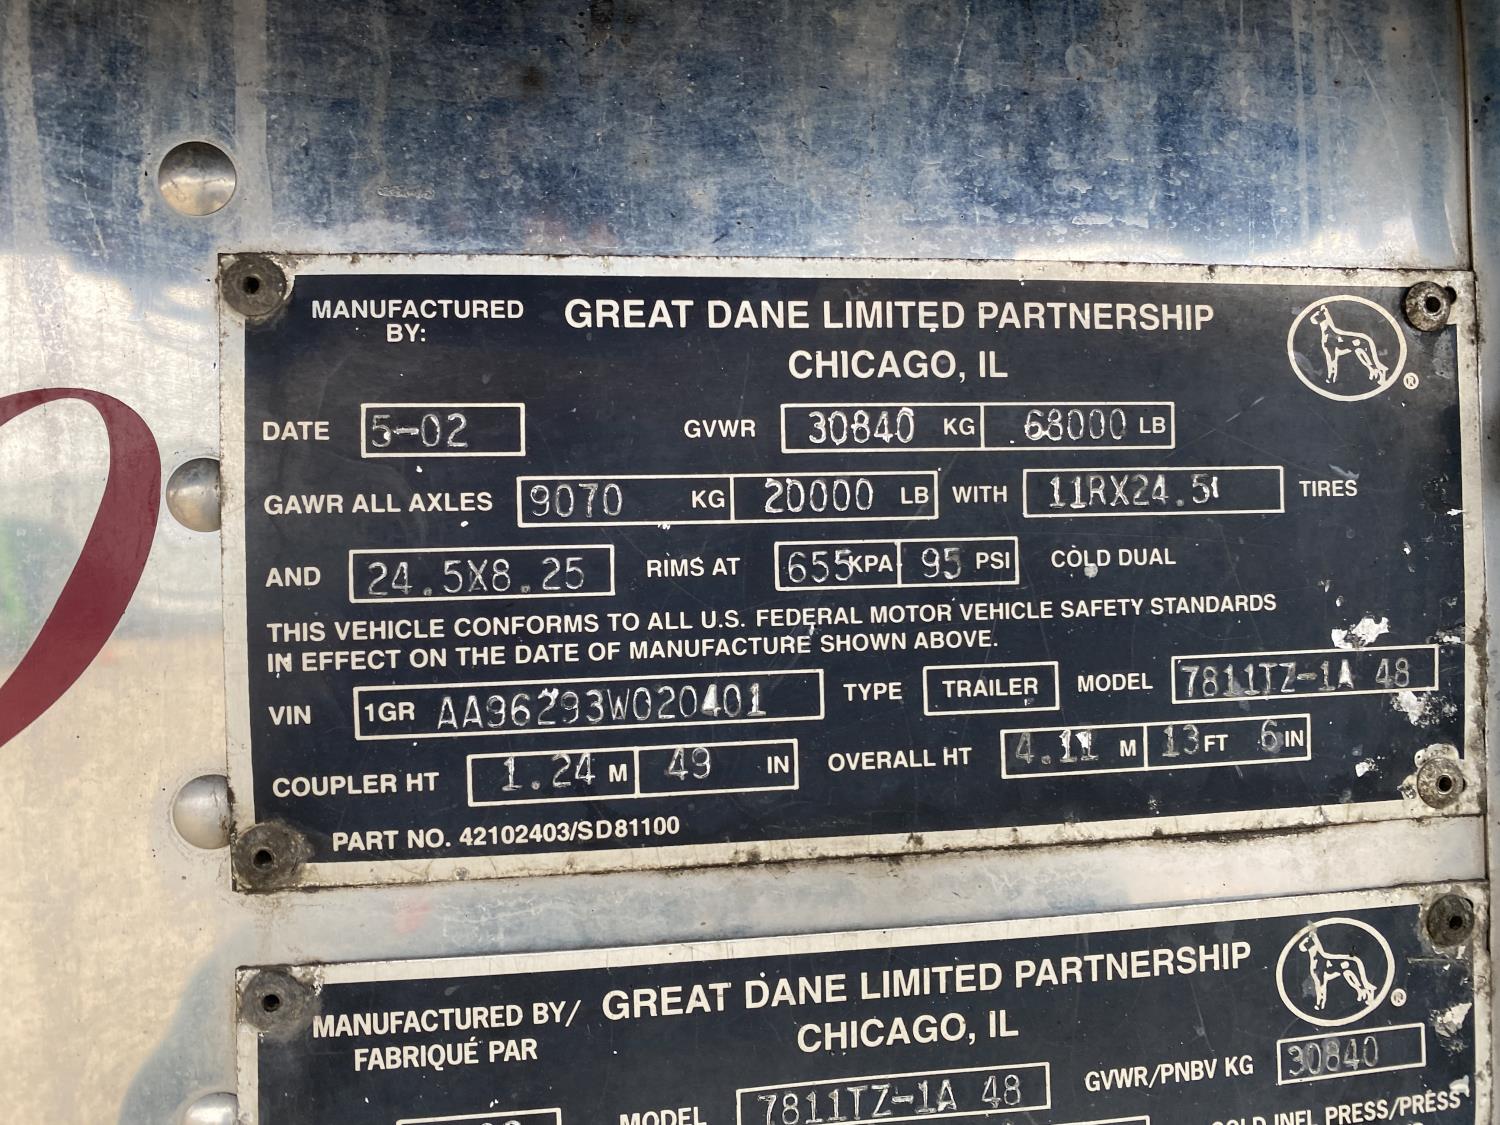 MANUFACTURED BY: GREAT DANE LIMITED PARTNERSHIP
CHICAGO, IL
®
DATE 5-02 GVWR 30840 KG 68000 LB
GAWR ALL AXLES 9070 KG 20000 LB WITH 11RX24.5 TIRES
AND 24.5X8.25 RIMS AT 655 KPA 95 PSI COLD DUAL
THIS VEHICLE CONFORMS TO ALL U.S. FEDERAL MOTOR VEHICLE SAFETY STANDARDS
IN EFFECT ON THE DATE OF MANUFACTURE SHOWN ABOVE.
VIN 1GR AA96293W020401 TYPE TRAILER MODEL 7811TZ-1A 48
COUPLER HT 1.24 M 49 IN OVERALL HT 4.11 M 13 FT 6 IN
PART NO. 42102403/SD81100
MANUFACTURED BY/ FABRIQUÉ PAR GREAT DANE LIMITED PARTNERSHIP
CHICAGO, IL
®
MODEL 7811TZ-1A 48 GVWR/PNBV KG 30840
COLD INFL PRESS/PRESS